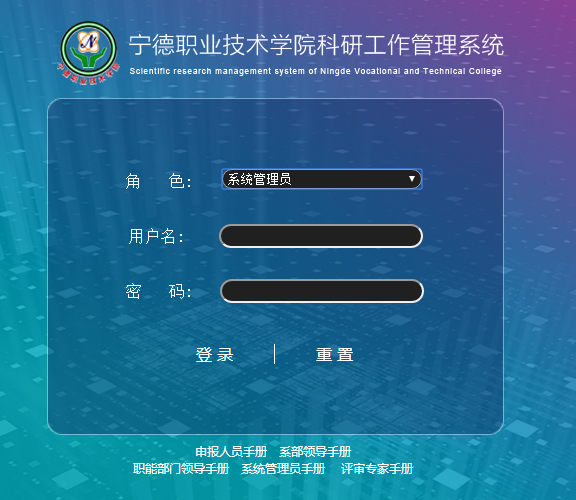 宁德职业技术学院科研工作管理系统
Scientific research management system of Ningde Vocational and Technical College
角 色: 系统管理员
用户名:
密 码:
登录 | 重置
申报人员手册 系部领导手册
职能部门领导手册 系统管理员手册 评审专家手册